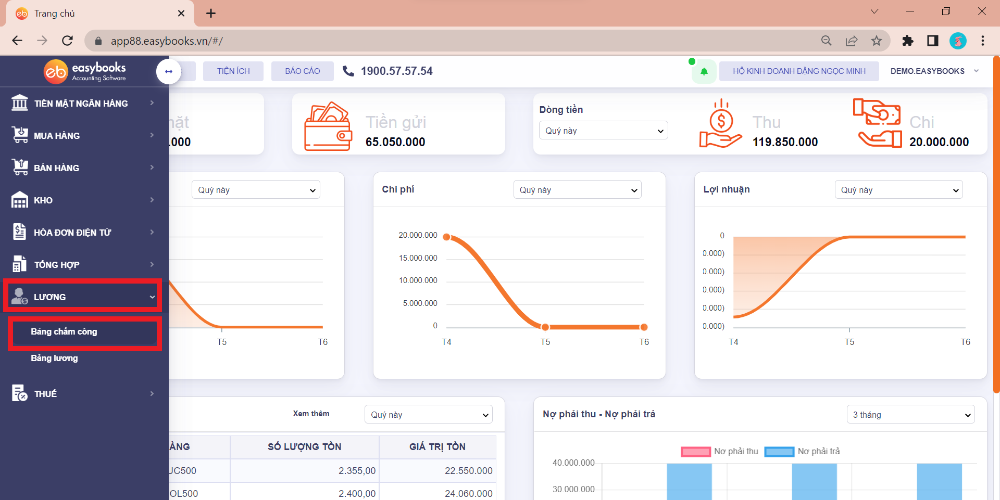 Trang chủ
app88.easybooks.vn/#/
eb easybooks
Accounting Software
TIỆN ÍCH
BÁO CÁO
1900.57.57.54
HỘ KINH DOANH ĐẶNG NGỌC MINH
DEMO.EASYBOOKS
TIỀN MẶT NGÂN HÀNG
MUA HÀNG
BÁN HÀNG
KHO
HÓA ĐƠN ĐIỆN TỬ
TỔNG HỢP
LƯƠNG
Bảng chấm công
Bảng lương
THUẾ
.000
Tiền gửi
65.050.000
Dòng tiền
Quý này
Thu
119.850.000
Chi
20.000.000
Quý này
T5
T6
Chi phí
Quý này
20.000.000
15.000.000
10.000.000
5.000.000
0
T4
T5
T6
Lợi nhuận
Quý này
0
0.000)
0.000)
0.000)
0.000)
0.000)
T4
T5
T6
Xem thêm
Quý này
ÀNG
SỐ LƯỢNG TỒN
GIÁ TRỊ TỒN
UC500
2.355,00
22.550.000
OL500
2.400,00
24.060.000
Nợ phải thu - Nợ phải trả
3 tháng
Nợ phải thu
Nợ phải trả
40.000.000
30.000.000